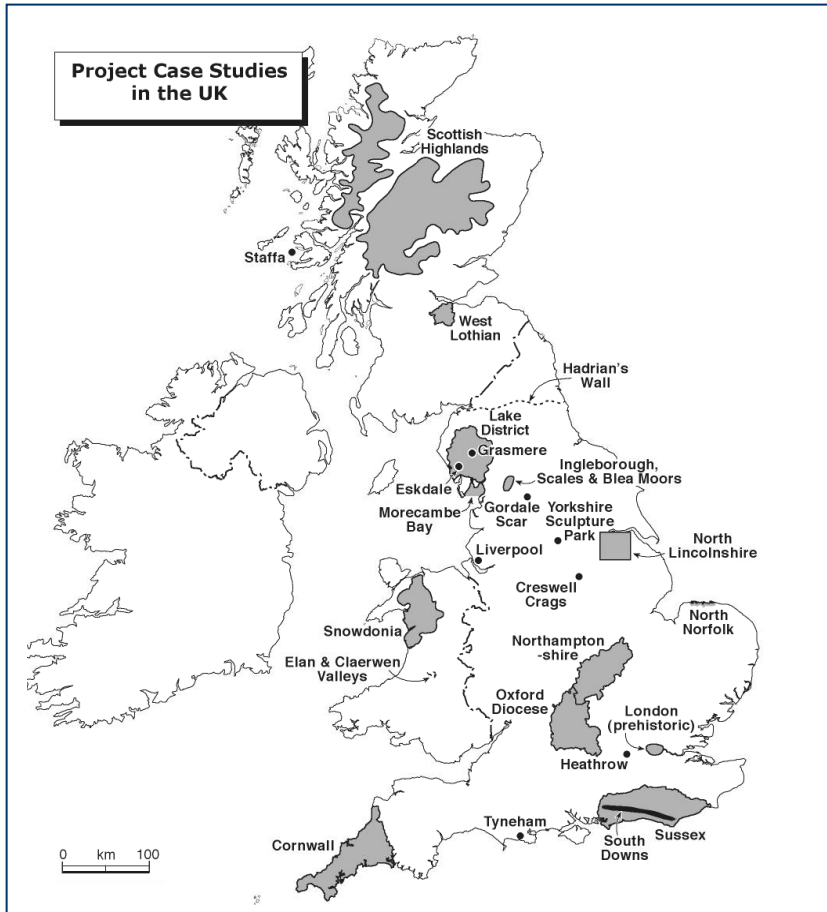 Project Case Studies
in the UK
Scottish
Highlands
Staffa
West
Lothian
Hadrian's
Wall
Lake
District
Grasmere
Ingleborough,
Scales & Blea Moors
Eskdale
Morecambe
Bay
Gordale
Scar
Yorkshire
Sculpture
Park
North
Lincolnshire
Liverpool
Creswell
Crags
North
Norfolk
Snowdonia
Northampton
-shire
Elan & Claerwen
Valleys
Oxford
Diocese
London
(prehistoric)
Heathrow
Tyneham
South
Downs
Sussex
Cornwall
0 km 100